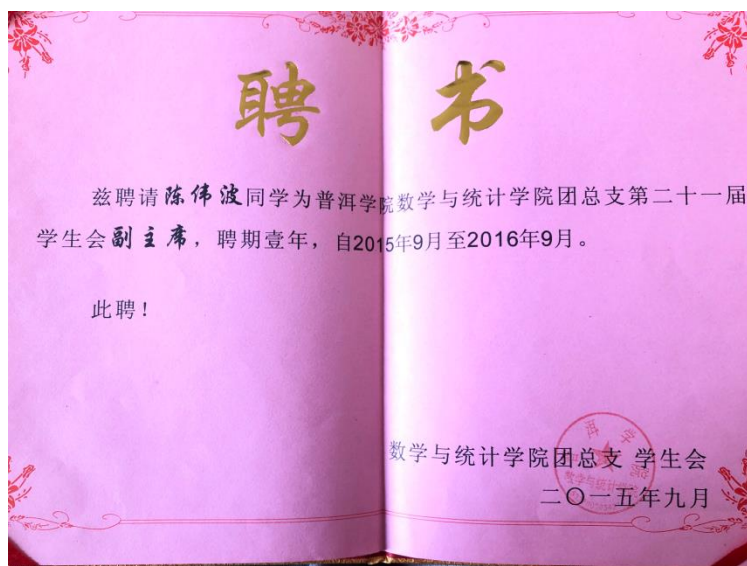 聘 书
兹聘请陈伟波同学为普洱学院数学与统计学院团总支第二十一届
学生会副主席，聘期壹年，自2015年9月至2016年9月。
此聘！
数学与统计学院团总支 学生会
二〇一五年九月